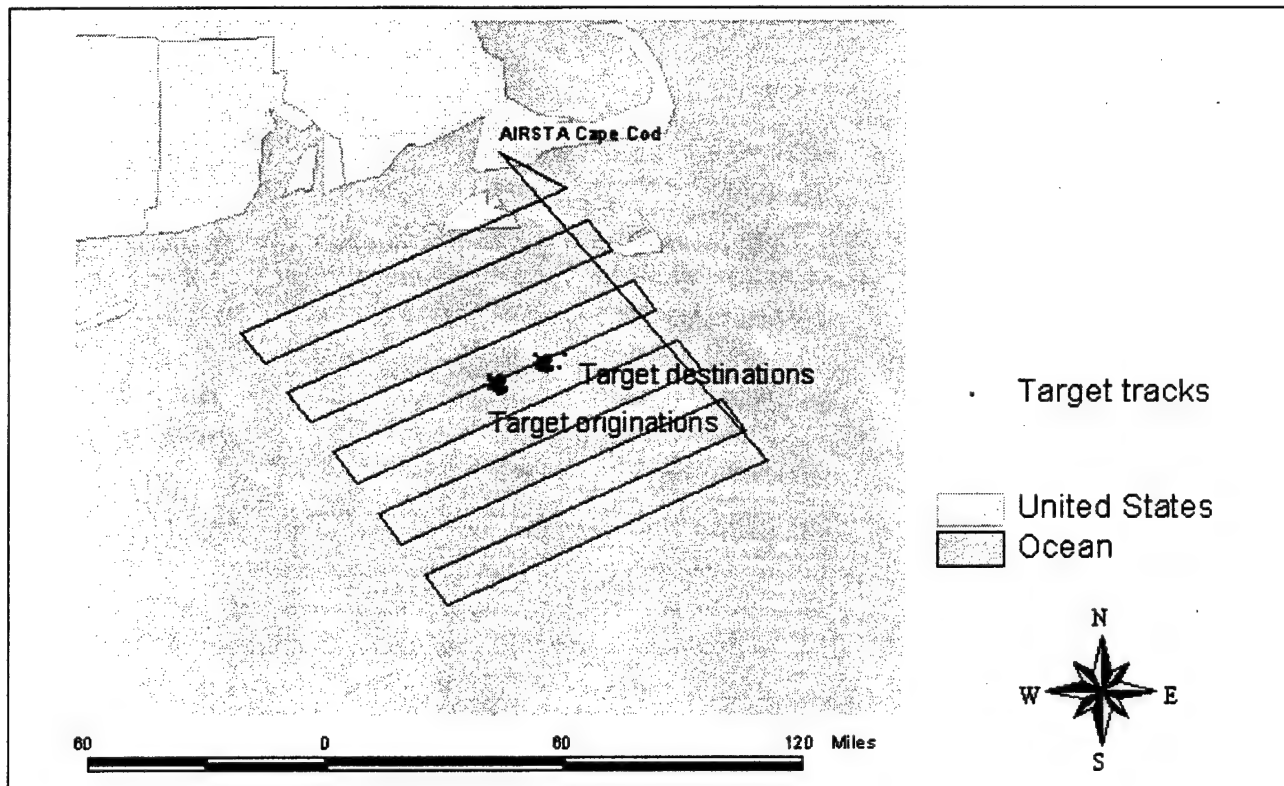 AIRSTA Cape Cod
Target destinations
Target originations
Target tracks
United States
Ocean
N
W E
S
60 0 60 120 Miles